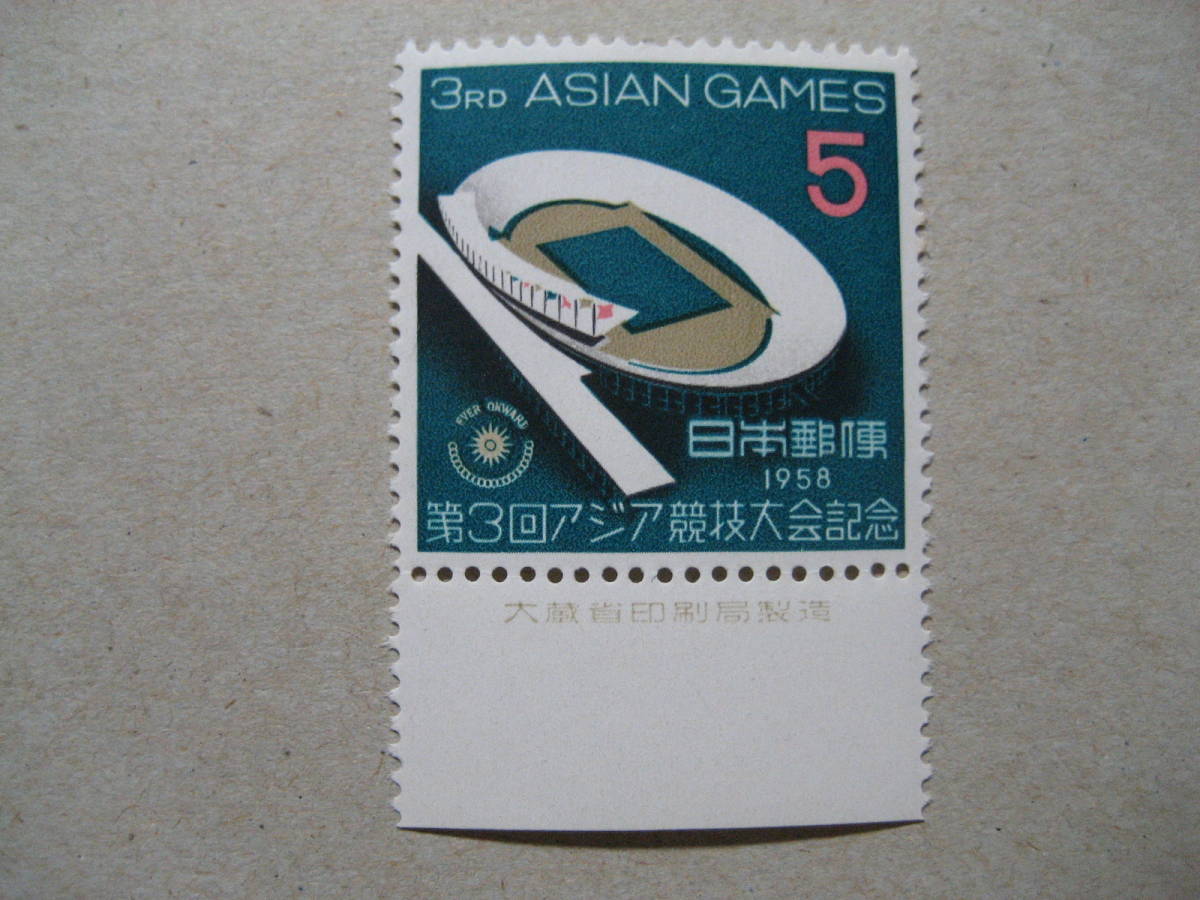 3RD ASIAN GAMES
5
EVER ONWARD
日本郵便
1958
第3回アジア競技大会記念
大蔵省印刷局製造